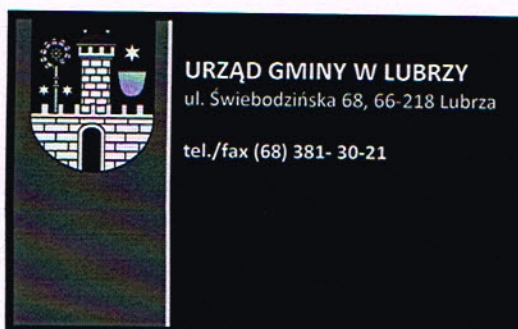 URZĄD GMINY W LUBRZY
ul. Świebodzińska 68, 66-218 Lubrza
tel./fax (68) 381- 30-21